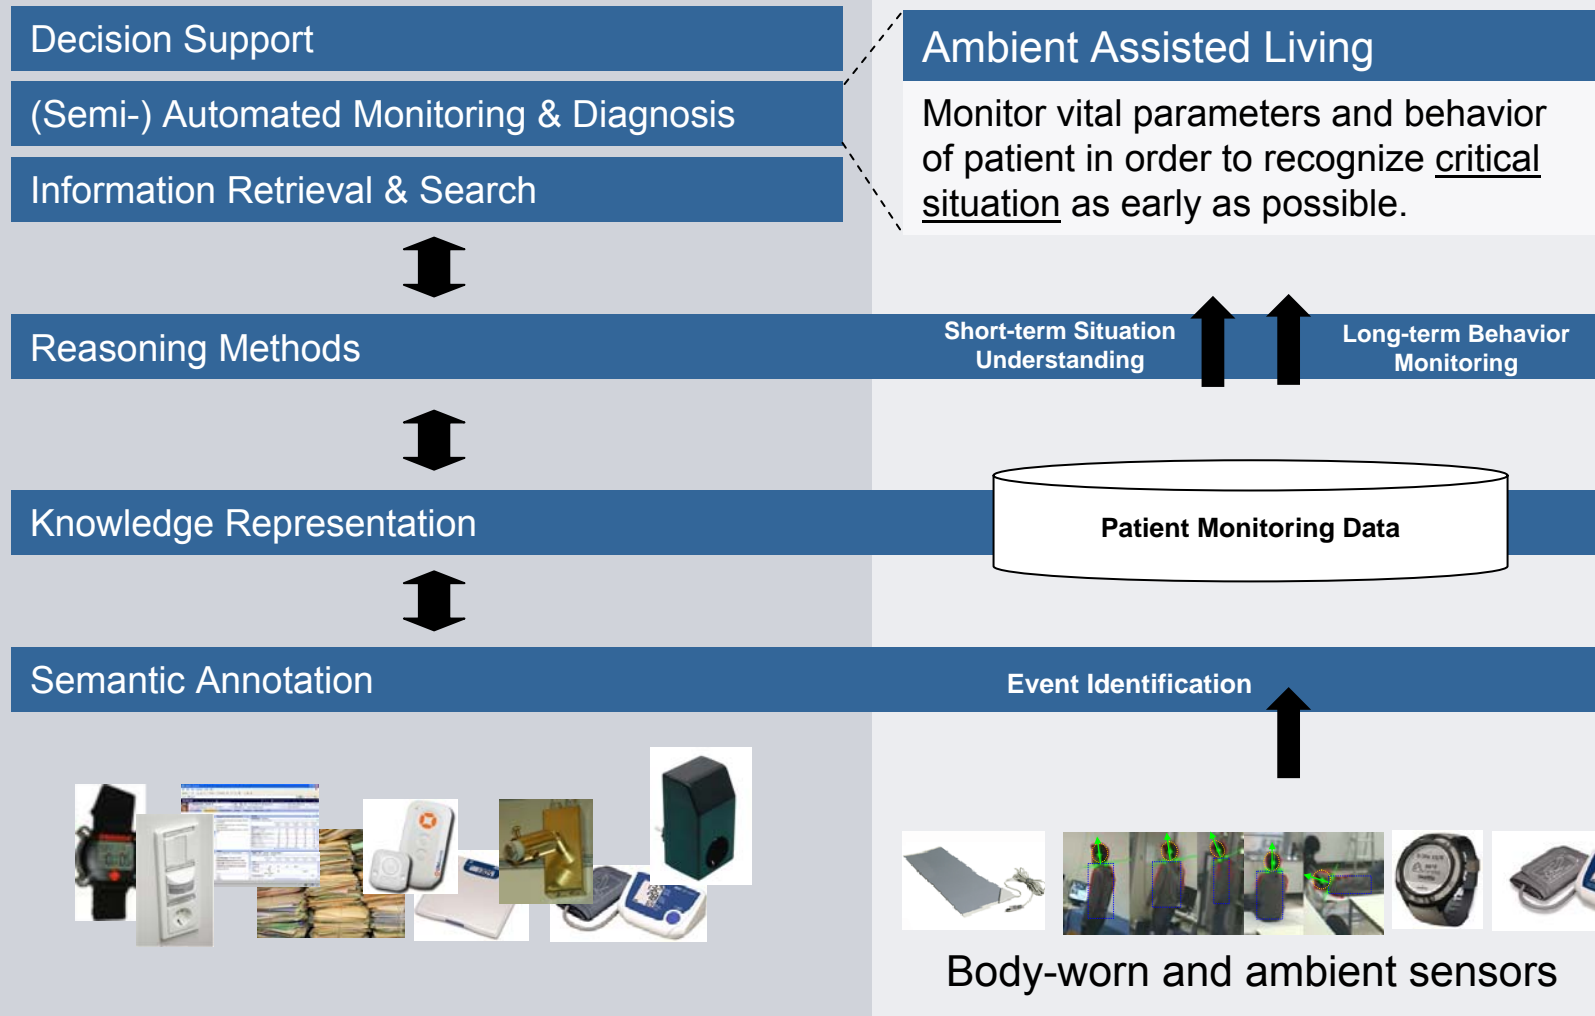 Decision Support
(Semi-) Automated Monitoring & Diagnosis
Information Retrieval & Search
Ambient Assisted Living
Monitor vital parameters and behavior
of patient in order to recognize critical
situation as early as possible.
Reasoning Methods
Short-term Situation
Understanding
Long-term Behavior
Monitoring
Knowledge Representation
Patient Monitoring Data
Semantic Annotation
Event Identification
Body-worn and ambient sensors